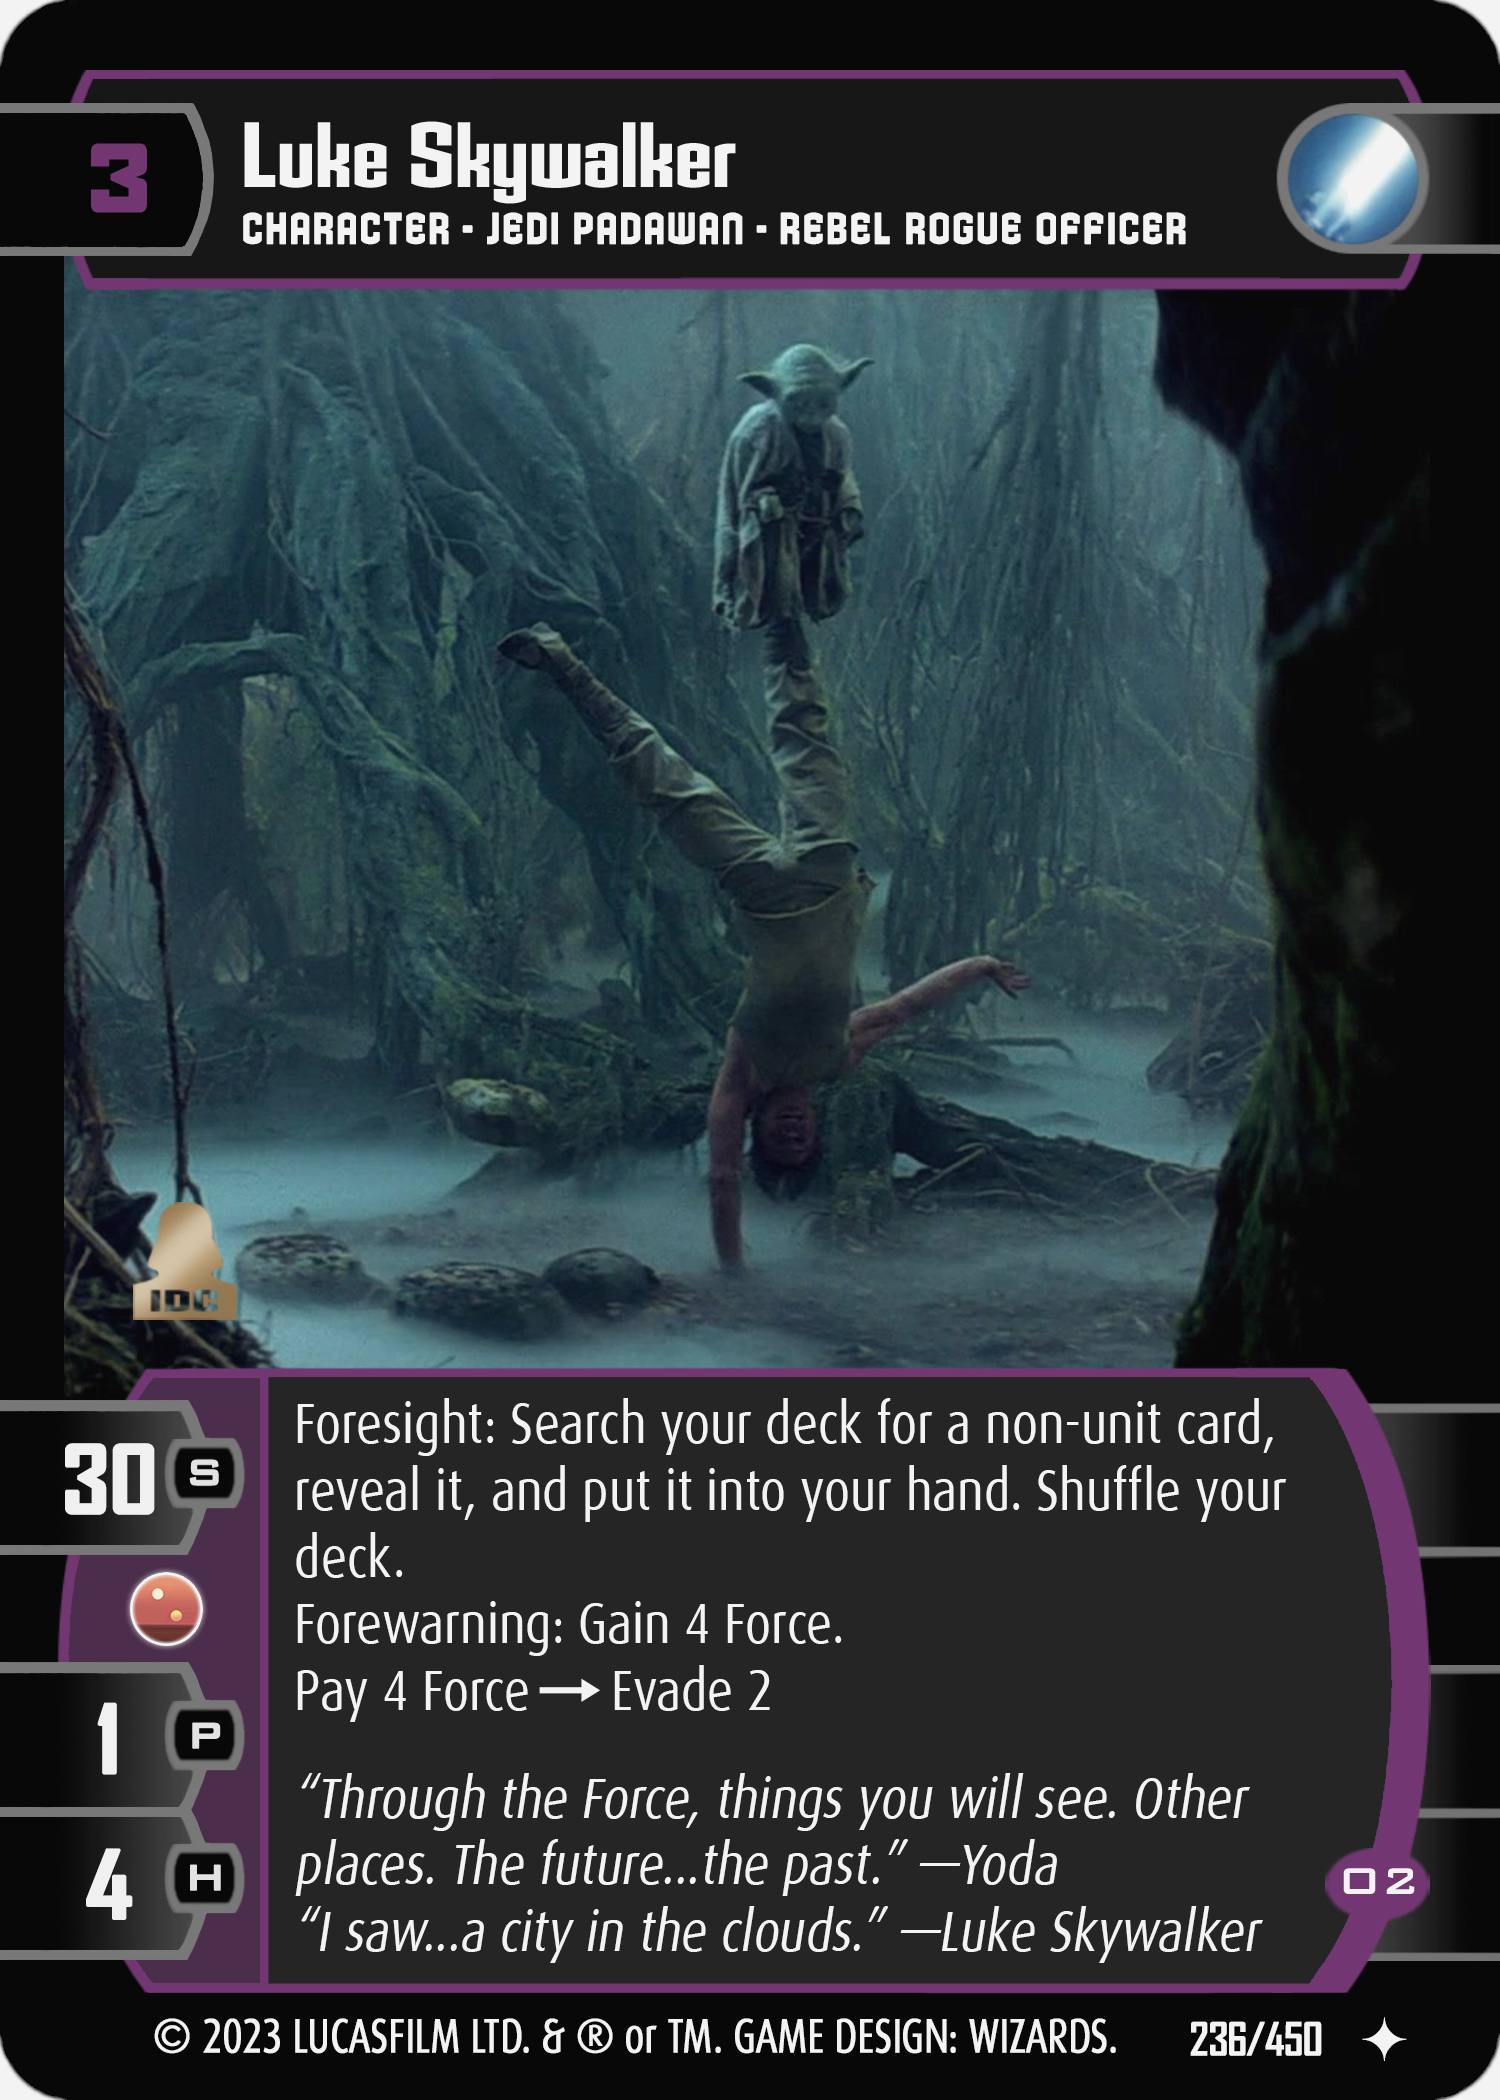 3
Luke Skywalker
CHARACTER - JEDI PADAWAN - REBEL ROGUE OFFICER
IDC
30 S
1 P
4 H
Foresight: Search your deck for a non-unit card,
reveal it, and put it into your hand. Shuffle your
deck.
Forewarning: Gain 4 Force.
Pay 4 Force → Evade 2
“Through the Force, things you will see. Other
places. The future...the past.” —Yoda
“I saw...a city in the clouds.” —Luke Skywalker
02
© 2023 LUCASFILM LTD. & ® or TM. GAME DESIGN: WIZARDS.
236/450